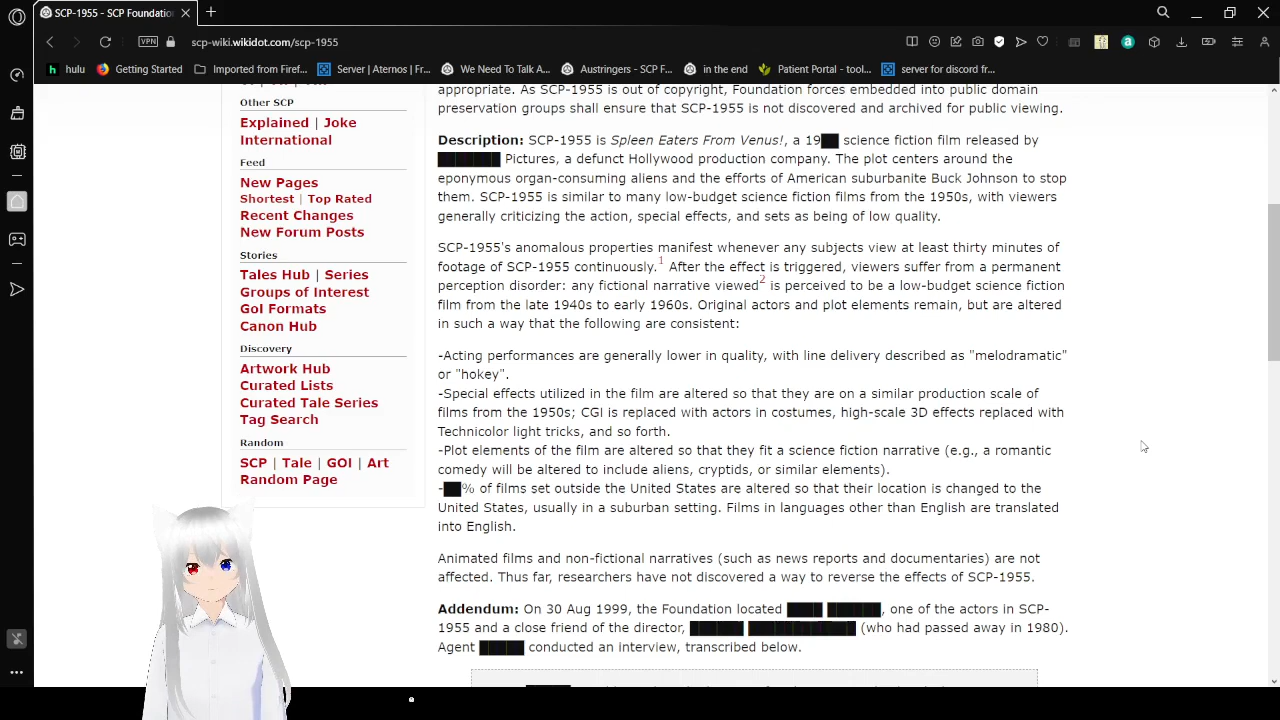 SCP-1955 - SCP Foundatio
scp-wiki.wikidot.com/scp-1955
VPN
hulu
Getting Started
Imported from Firef...
Server | Aternos | Fr...
We Need To Talk A...
Austringers - SCP F...
in the end
Patient Portal - tool...
server for discord fr...
Other SCP
Explained | Joke
International
Feed
New Pages
Shortest | Top Rated
Recent Changes
New Forum Posts
Stories
Tales Hub | Series
Groups of Interest
GoI Formats
Canon Hub
Discovery
Artwork Hub
Curated Lists
Curated Tale Series
Tag Search
Random
SCP | Tale | GOI | Art
Random Page
appropriate. As SCP-1955 is out of copyright, Foundation forces embedded into public domain
preservation groups shall ensure that SCP-1955 is not discovered and archived for public viewing.
Description: SCP-1955 is Spleen Eaters From Venus!, a 19██ science fiction film released by
███████ Pictures, a defunct Hollywood production company. The plot centers around the
eponymous organ-consuming aliens and the efforts of American suburbanite Buck Johnson to stop
them. SCP-1955 is similar to many low-budget science fiction films from the 1950s, with viewers
generally criticizing the action, special effects, and sets as being of low quality.
SCP-1955's anomalous properties manifest whenever any subjects view at least thirty minutes of
footage of SCP-1955 continuously.1 After the effect is triggered, viewers suffer from a permanent
perception disorder: any fictional narrative viewed2 is perceived to be a low-budget science fiction
film from the late 1940s to early 1960s. Original actors and plot elements remain, but are altered
in such a way that the following are consistent:
-Acting performances are generally lower in quality, with line delivery described as "melodramatic"
or "hokey".
-Special effects utilized in the film are altered so that they are on a similar production scale of
films from the 1950s; CGI is replaced with actors in costumes, high-scale 3D effects replaced with
Technicolor light tricks, and so forth.
-Plot elements of the film are altered so that they fit a science fiction narrative (e.g., a romantic
comedy will be altered to include aliens, cryptids, or similar elements).
-██% of films set outside the United States are altered so that their location is changed to the
United States, usually in a suburban setting. Films in languages other than English are translated
into English.
Animated films and non-fictional narratives (such as news reports and documentaries) are not
affected. Thus far, researchers have not discovered a way to reverse the effects of SCP-1955.
Addendum: On 30 Aug 1999, the Foundation located ████ ██████, one of the actors in SCP-
1955 and a close friend of the director, ██████ ████████████ (who had passed away in 1980).
Agent █████ conducted an interview, transcribed below.